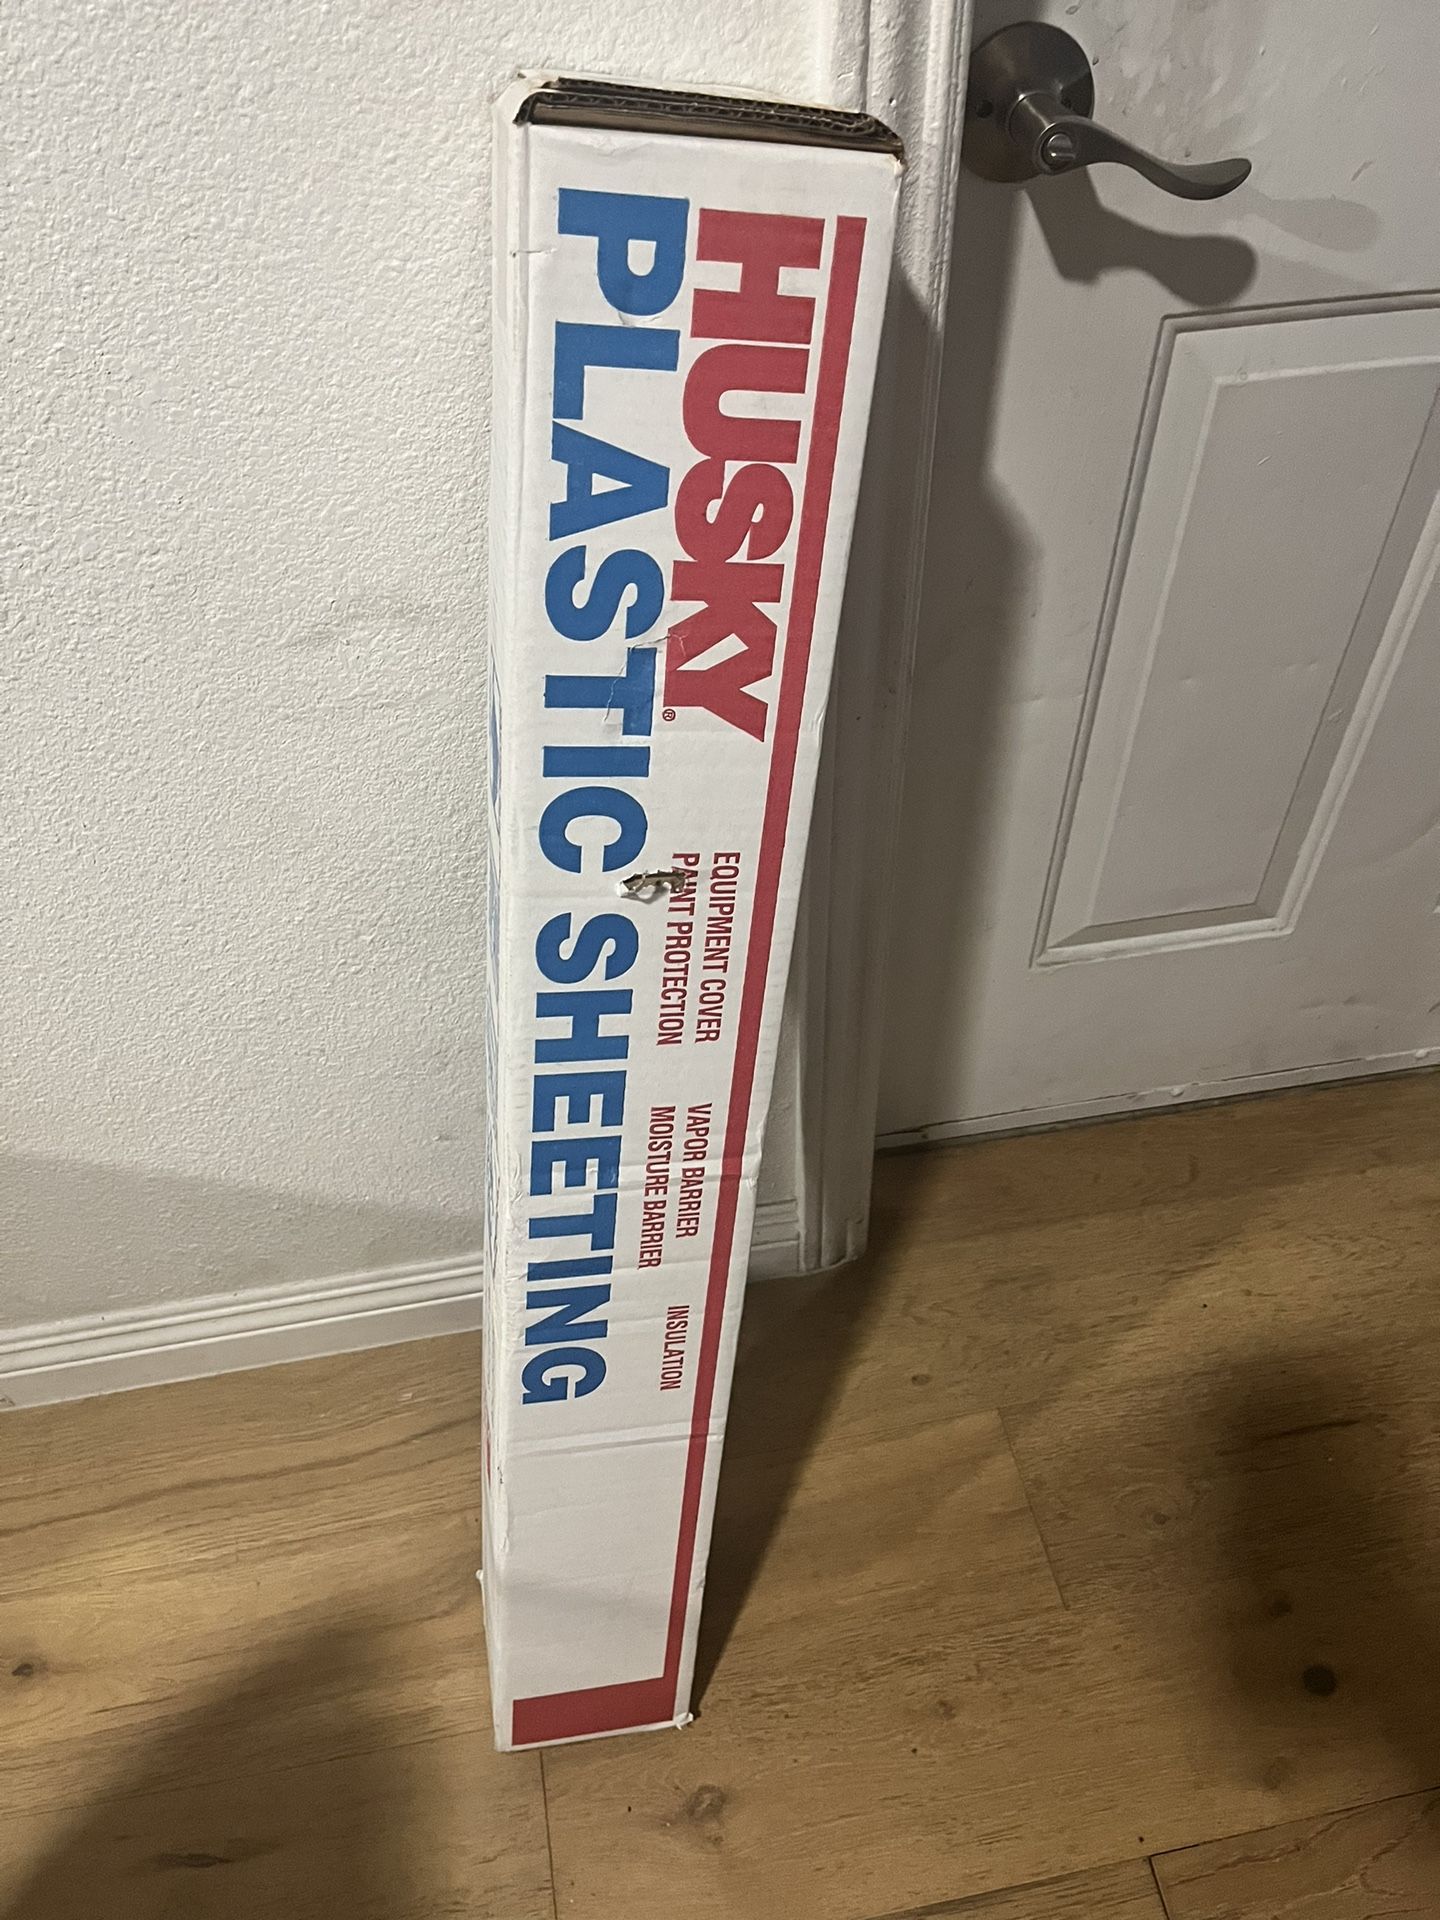 HUSKY®
PLASTIC SHEETING
EQUIPMENT COVER
PAINT PROTECTION
VAPOR BARRIER
MOISTURE BARRIER
INSULATION